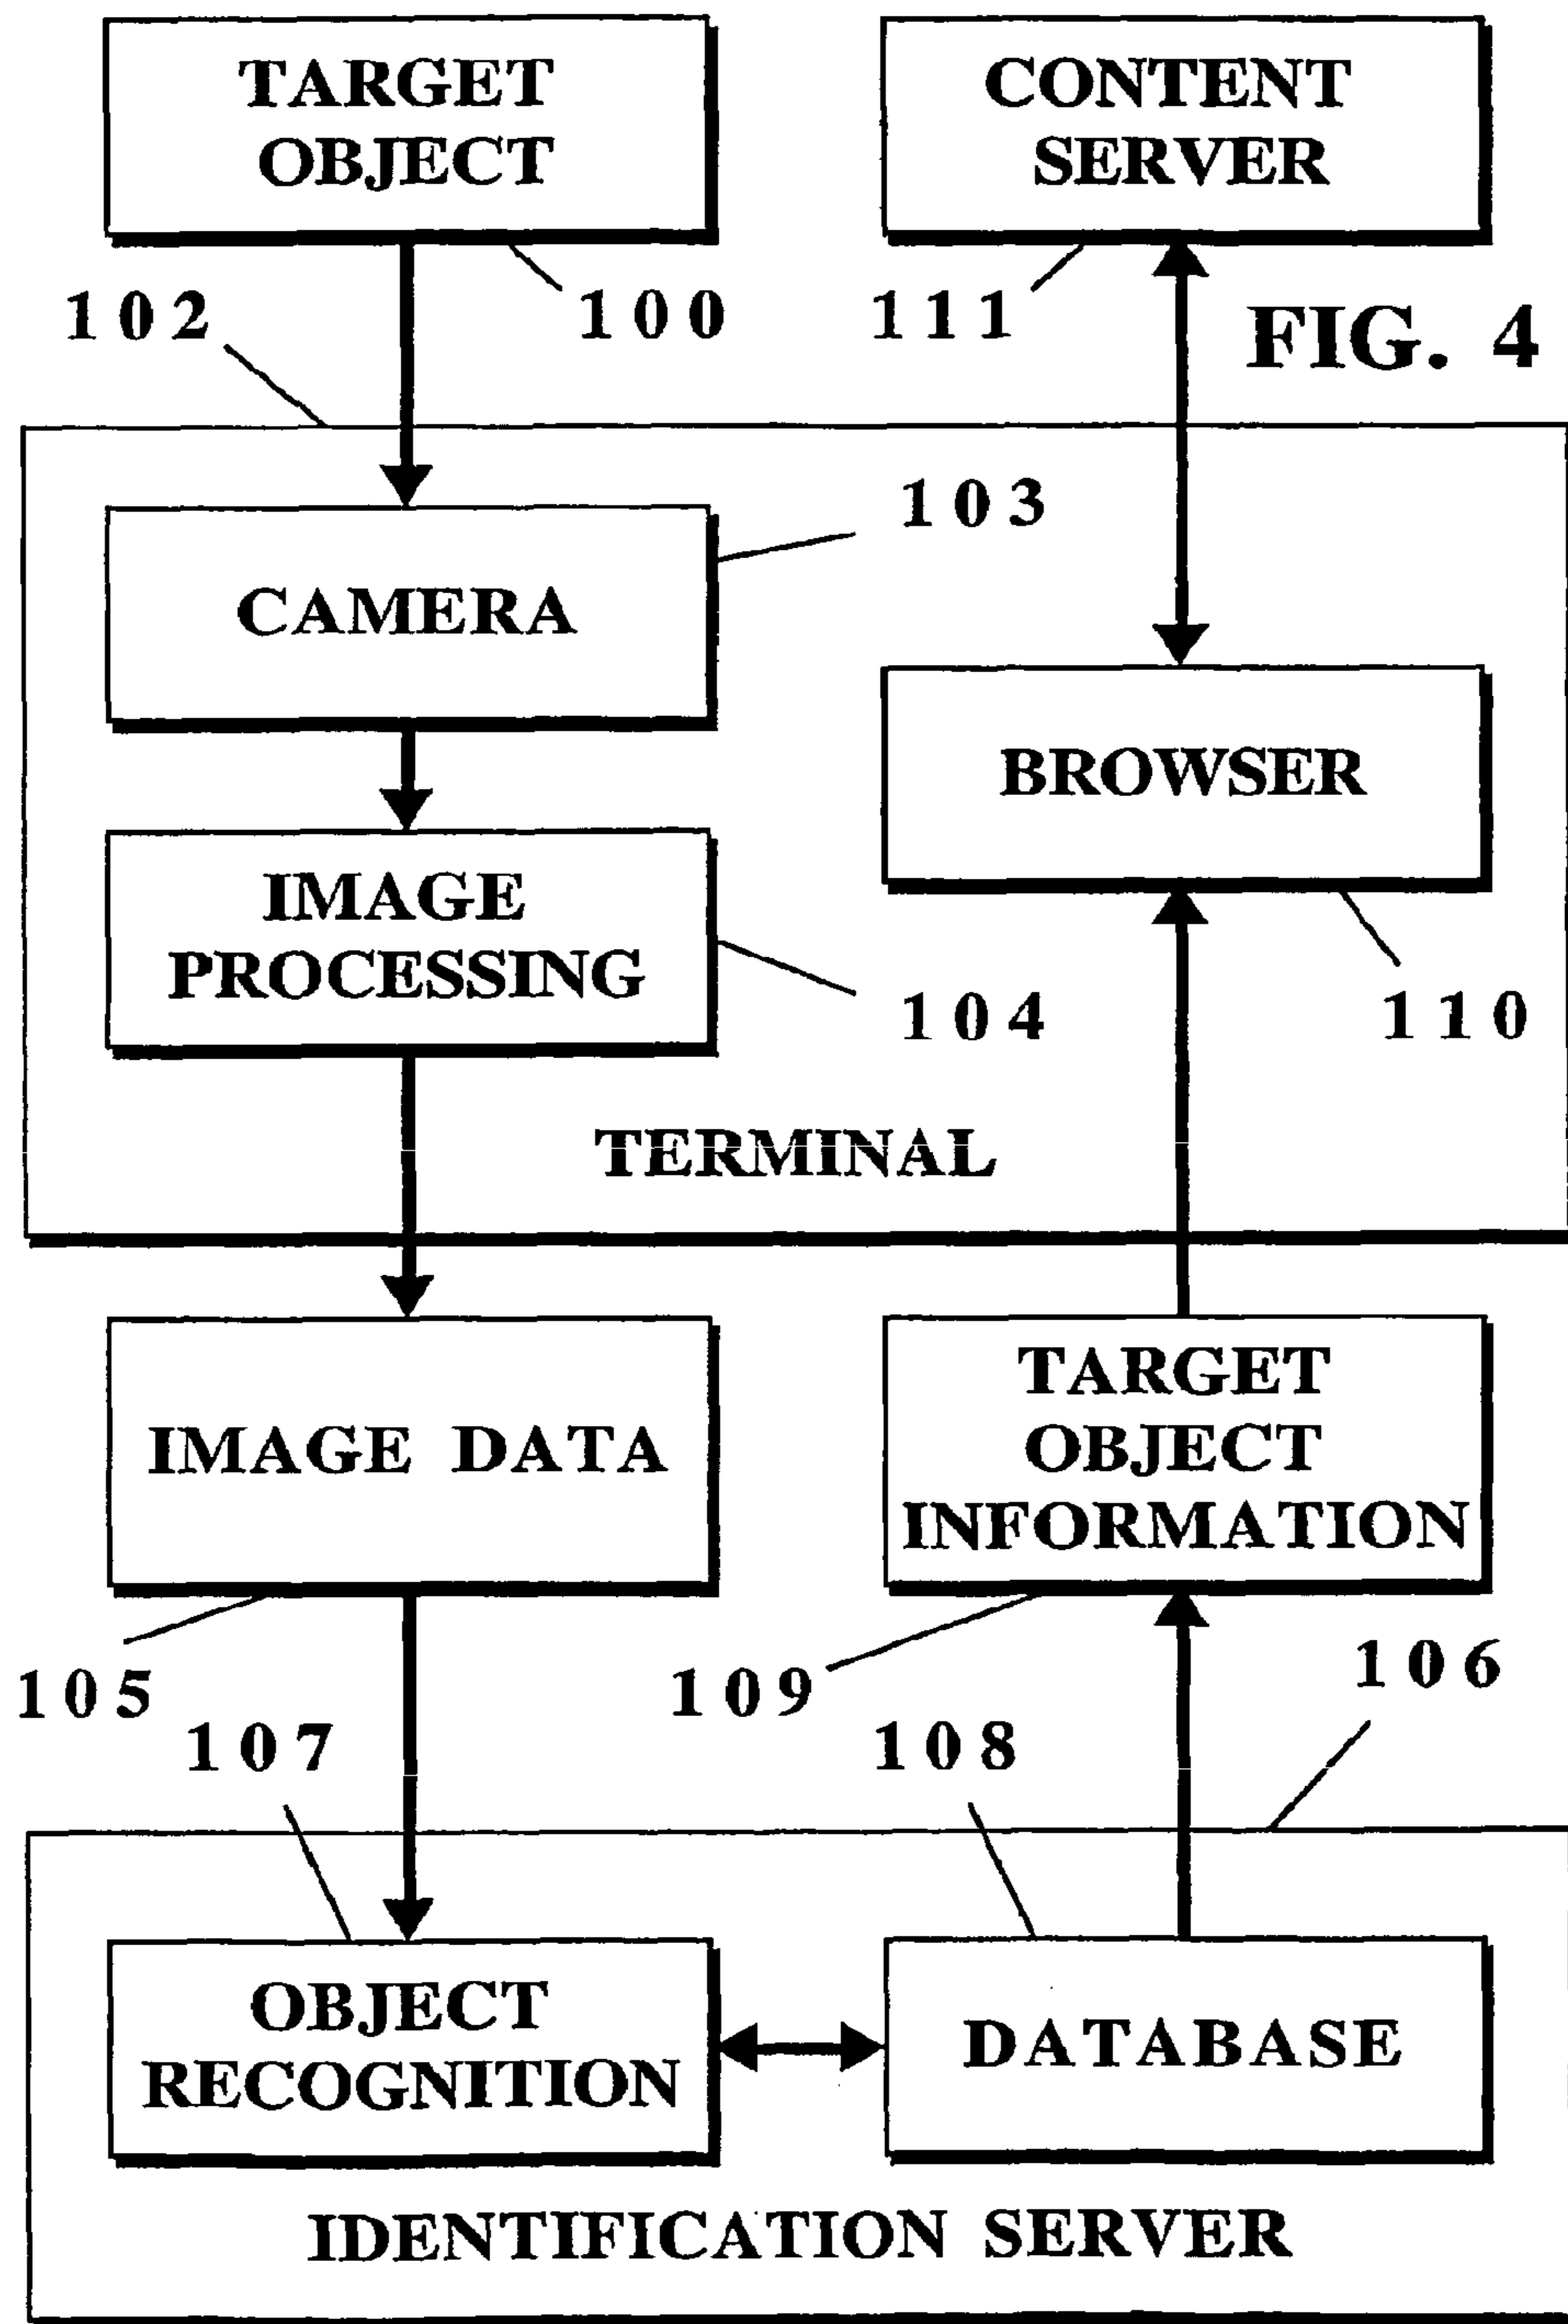 TARGET
OBJECT
CONTENT
SERVER
102
100
111
FIG. 4
103
CAMERA
BROWSER
IMAGE
PROCESSING
104
110
TERMINAL
IMAGE DATA
TARGET
OBJECT
INFORMATION
105
109
106
107
108
OBJECT
RECOGNITION
DATABASE
IDENTIFICATION SERVER